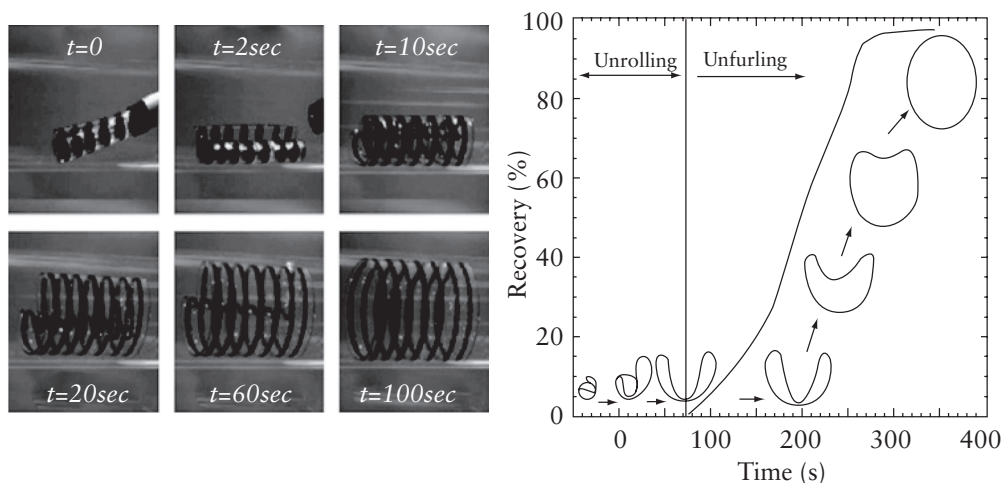 t=0
t=2sec
t=10sec
t=20sec
t=60sec
t=100sec
Recovery (%)
100
80
60
40
20
0
Unrolling
Unfurling
0
100
200
300
400
Time (s)